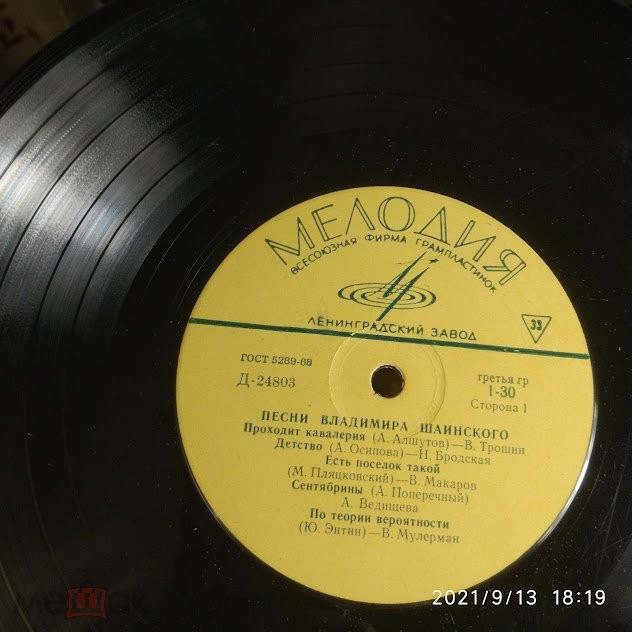 МЕЛОДИЯ
ВСЕСОЮЗНАЯ ФИРМА ГРАМПЛАСТИНОК
ЛЕНИНГРАДСКИЙ ЗАВОД
33
ГОСТ 5289-68
Д-24803
третья гр
1-30
Сторона 1
ПЕСНИ ВЛАДИМИРА ШАИНСКОГО
Проходит кавалерия (А. Алшутов)—В. Трошин
Детство (А. Осипова)—Н. Бродская
Есть поселок такой
(М. Пляцковский)—В. Макаров
Сентябрины (А. Поперечный)
А. Ведищева
По теории вероятности
(Ю. Энтин)—В. Мулерман
мешок
2021/9/13 18:19